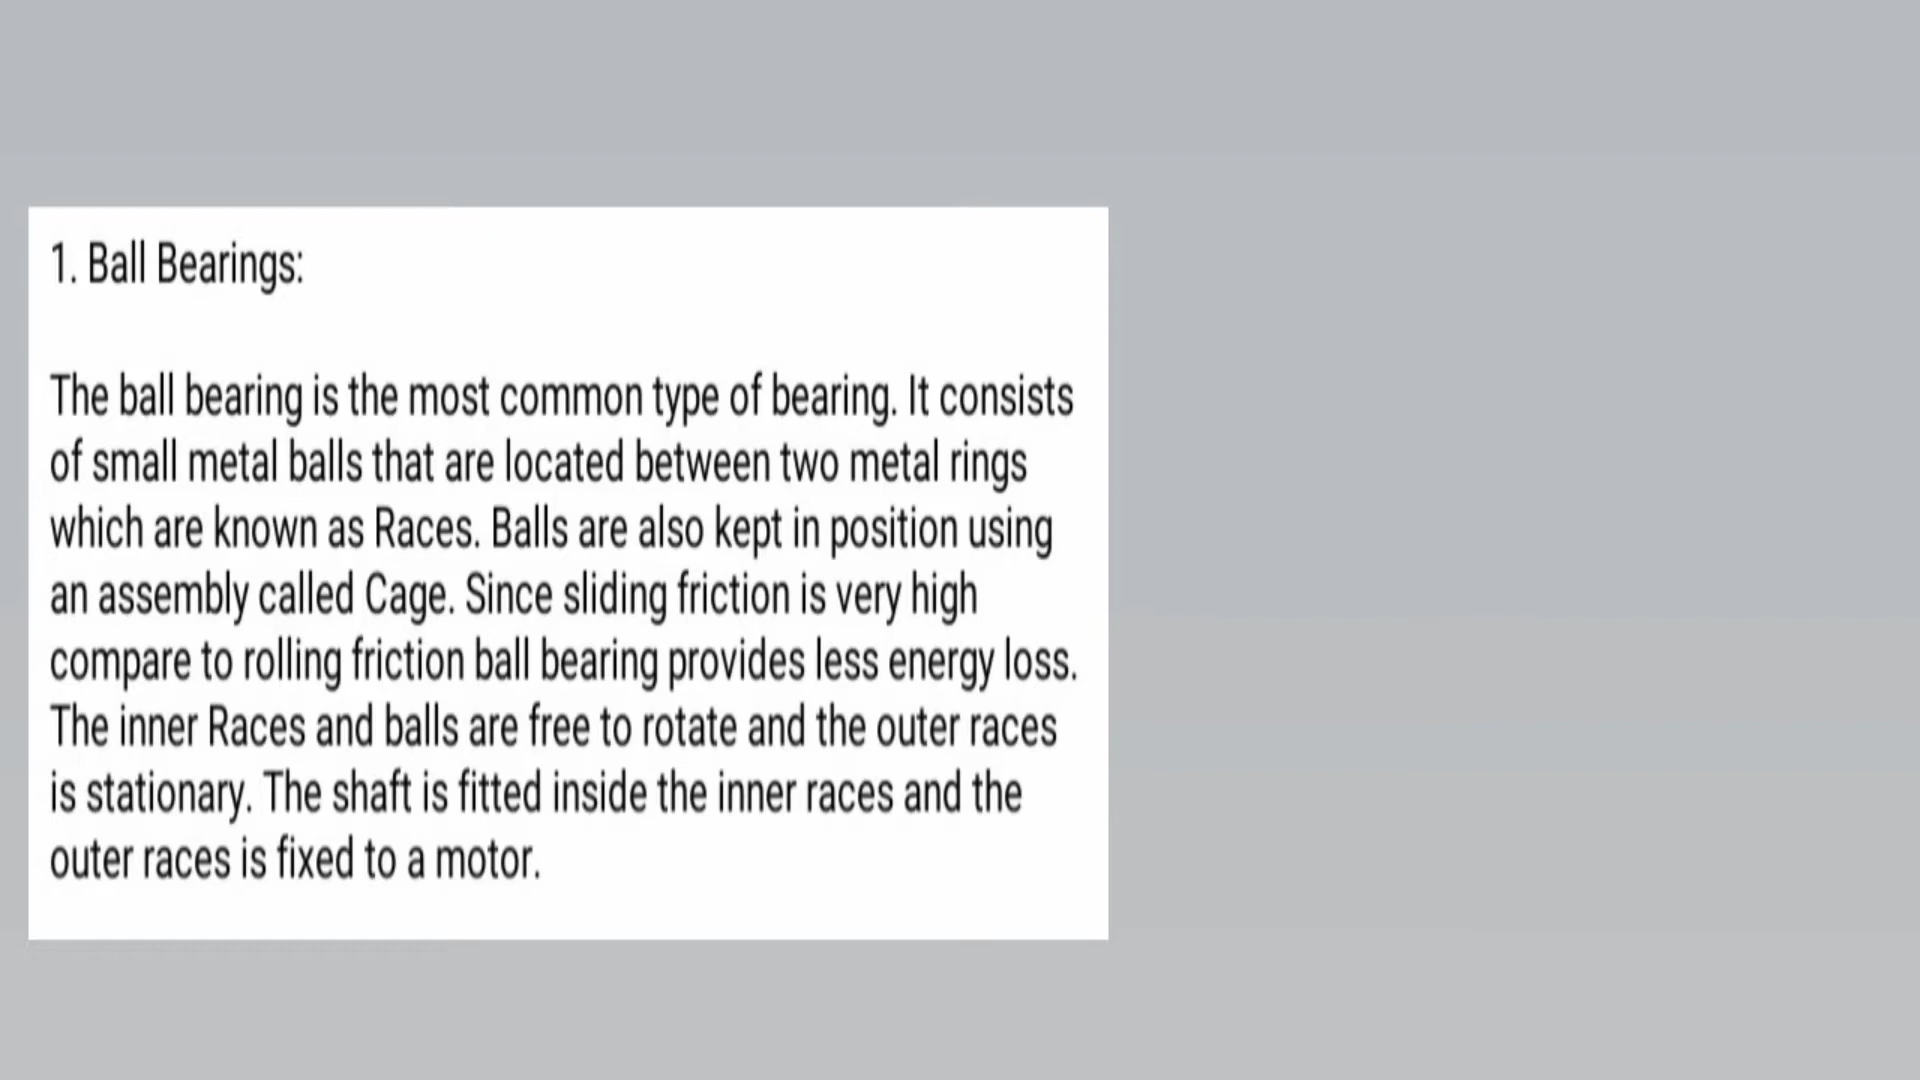 1. Ball Bearings:
The ball bearing is the most common type of bearing. It consists
of small metal balls that are located between two metal rings
which are known as Races. Balls are also kept in position using
an assembly called Cage. Since sliding friction is very high
compare to rolling friction ball bearing provides less energy loss.
The inner Races and balls are free to rotate and the outer races
is stationary. The shaft is fitted inside the inner races and the
outer races is fixed to a motor.